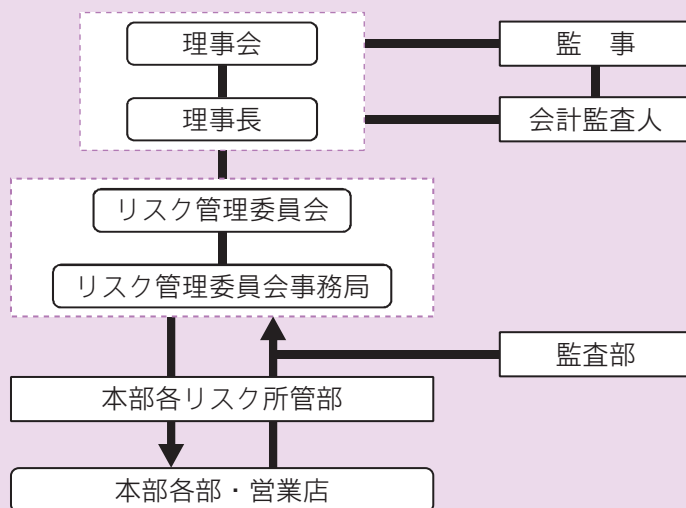 理事会
監　事
理事長
会計監査人
リスク管理委員会
リスク管理委員会事務局
監査部
本部各リスク所管部
本部各部・営業店